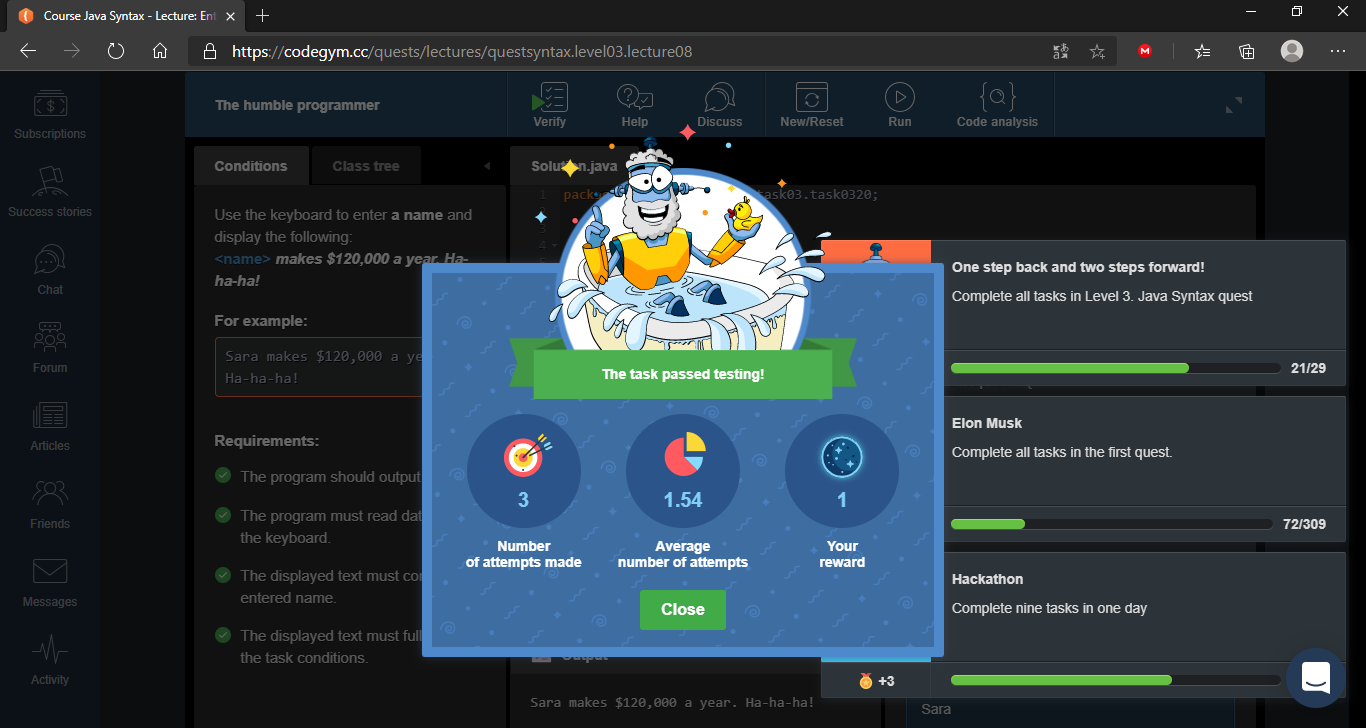 Course Java Syntax - Lecture: Ent
https://codegym.cc/quests/lectures/questsyntax.level03.lecture08
Subscriptions
Success stories
Chat
Forum
Articles
Friends
Messages
Activity
The humble programmer
Verify
Help
Discuss
New/Reset
Run
Code analysis
Conditions
Class tree
Solution.java
1 pack
task03.task0320;
3
4
Use the keyboard to enter a name and
display the following:
<name> makes $120,000 a year. Ha-
ha-ha!
For example:
Sara makes $120,000 a ye
Ha-ha-ha!
Requirements:
The program should output
The program must read dat
the keyboard.
The displayed text must con
entered name.
The displayed text must full
the task conditions.
The task passed testing!
3
Number
of attempts made
1.54
Average
number of attempts
1
Your
reward
Close
One step back and two steps forward!
Complete all tasks in Level 3. Java Syntax quest
21/29
Elon Musk
Complete all tasks in the first quest.
72/309
Hackathon
Complete nine tasks in one day
+3
Output
Sara makes $120,000 a year. Ha-ha-ha!
Sara